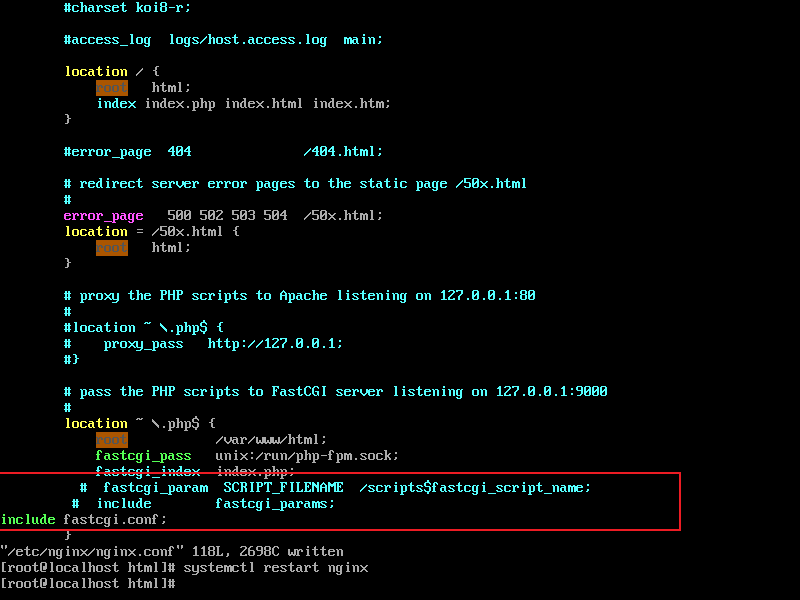 #charset koi8-r;
#access_log  logs/host.access.log  main;
location / {
root   html;
index index.php index.html index.htm;
}
#error_page  404              /404.html;
# redirect server error pages to the static page /50x.html
#
error_page   500 502 503 504  /50x.html;
location = /50x.html {
root   html;
}
# proxy the PHP scripts to Apache listening on 127.0.0.1:80
#
#location ~ \.php$ {
#    proxy_pass   http://127.0.0.1;
#}
# pass the PHP scripts to FastCGI server listening on 127.0.0.1:9000
#
location ~ \.php$ {
root           /var/www/html;
fastcgi_pass   unix:/run/php-fpm.sock;
fastcgi_index  index.php;
#  fastcgi_param  SCRIPT_FILENAME  /scripts$fastcgi_script_name;
#  include        fastcgi_params;
include fastcgi.conf;
}
"/etc/nginx/nginx.conf" 118L, 2698C written
[root@localhost html]# systemctl restart nginx
[root@localhost html]#